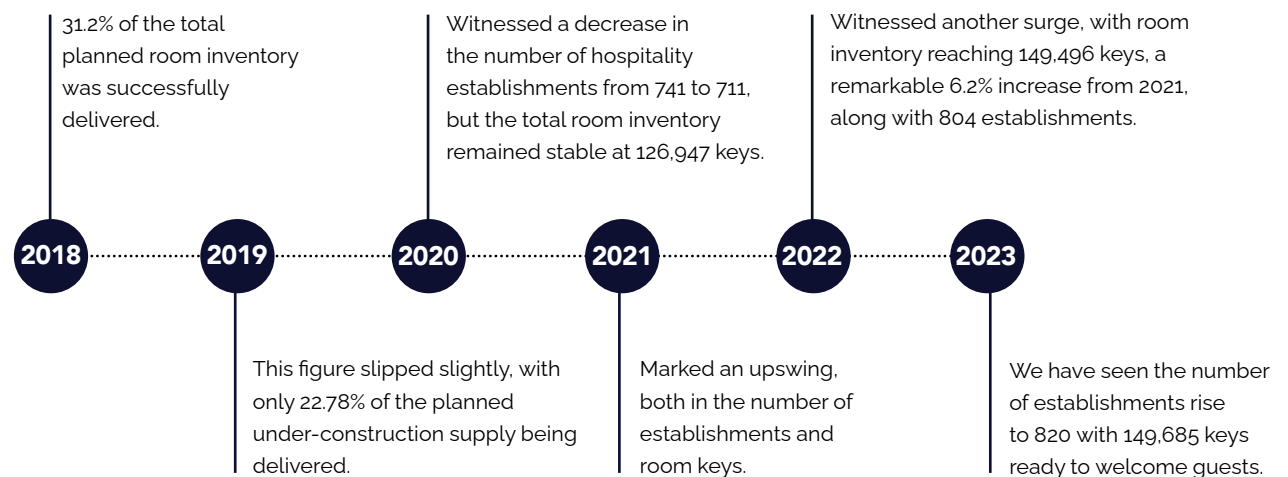 31.2% of the total
planned room inventory
was successfully
delivered.
Witnessed a decrease in
the number of hospitality
establishments from 741 to 711,
but the total room inventory
remained stable at 126,947 keys.
Witnessed another surge, with room
inventory reaching 149,496 keys, a
remarkable 6.2% increase from 2021,
along with 804 establishments.
2018 2019 2020 2021 2022 2023
This figure slipped slightly, with
only 22.78% of the planned
under-construction supply being
delivered.
Marked an upswing,
both in the number of
establishments and
room keys.
We have seen the number
of establishments rise
to 820 with 149,685 keys
ready to welcome guests.